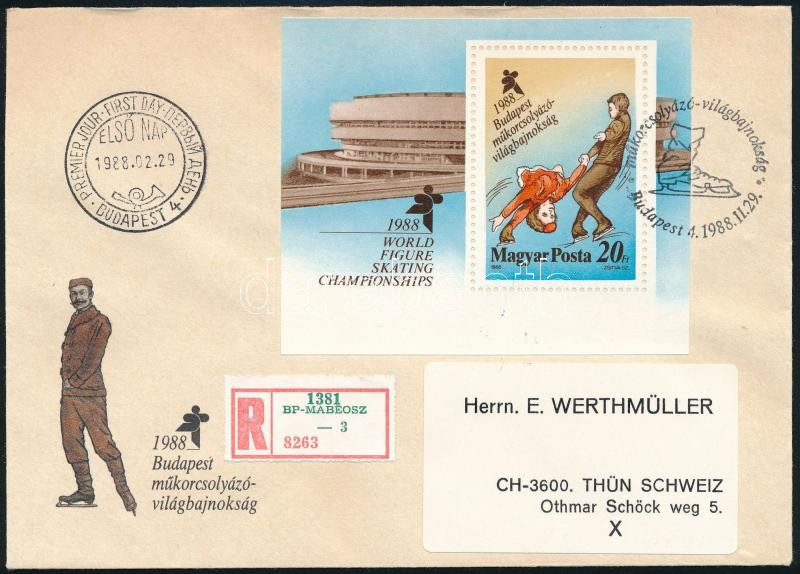 PREMIER JOUR · FIRST DAY · ПЕРВЫЙ ДЕНЬ
ELSŐ NAP
1988.02.29
· BUDAPEST 4 ·
1988
WORLD
FIGURE
SKATING
CHAMPIONSHIPS
1988
Budapest
műkorcsolyázó-
világbajnokság
Magyar Posta 20Ft
1988
műkorcsolyázó-világbajnokság
Budapest 4.1988.II.29.
1988
Budapest
műkorcsolyázó-
világbajnokság
R
1381
BP-MABÉOSZ
— 3
8263
Herrn. E. WERTHMÜLLER
CH-3600. THÜN SCHWEIZ
Othmar Schöck weg 5.
X